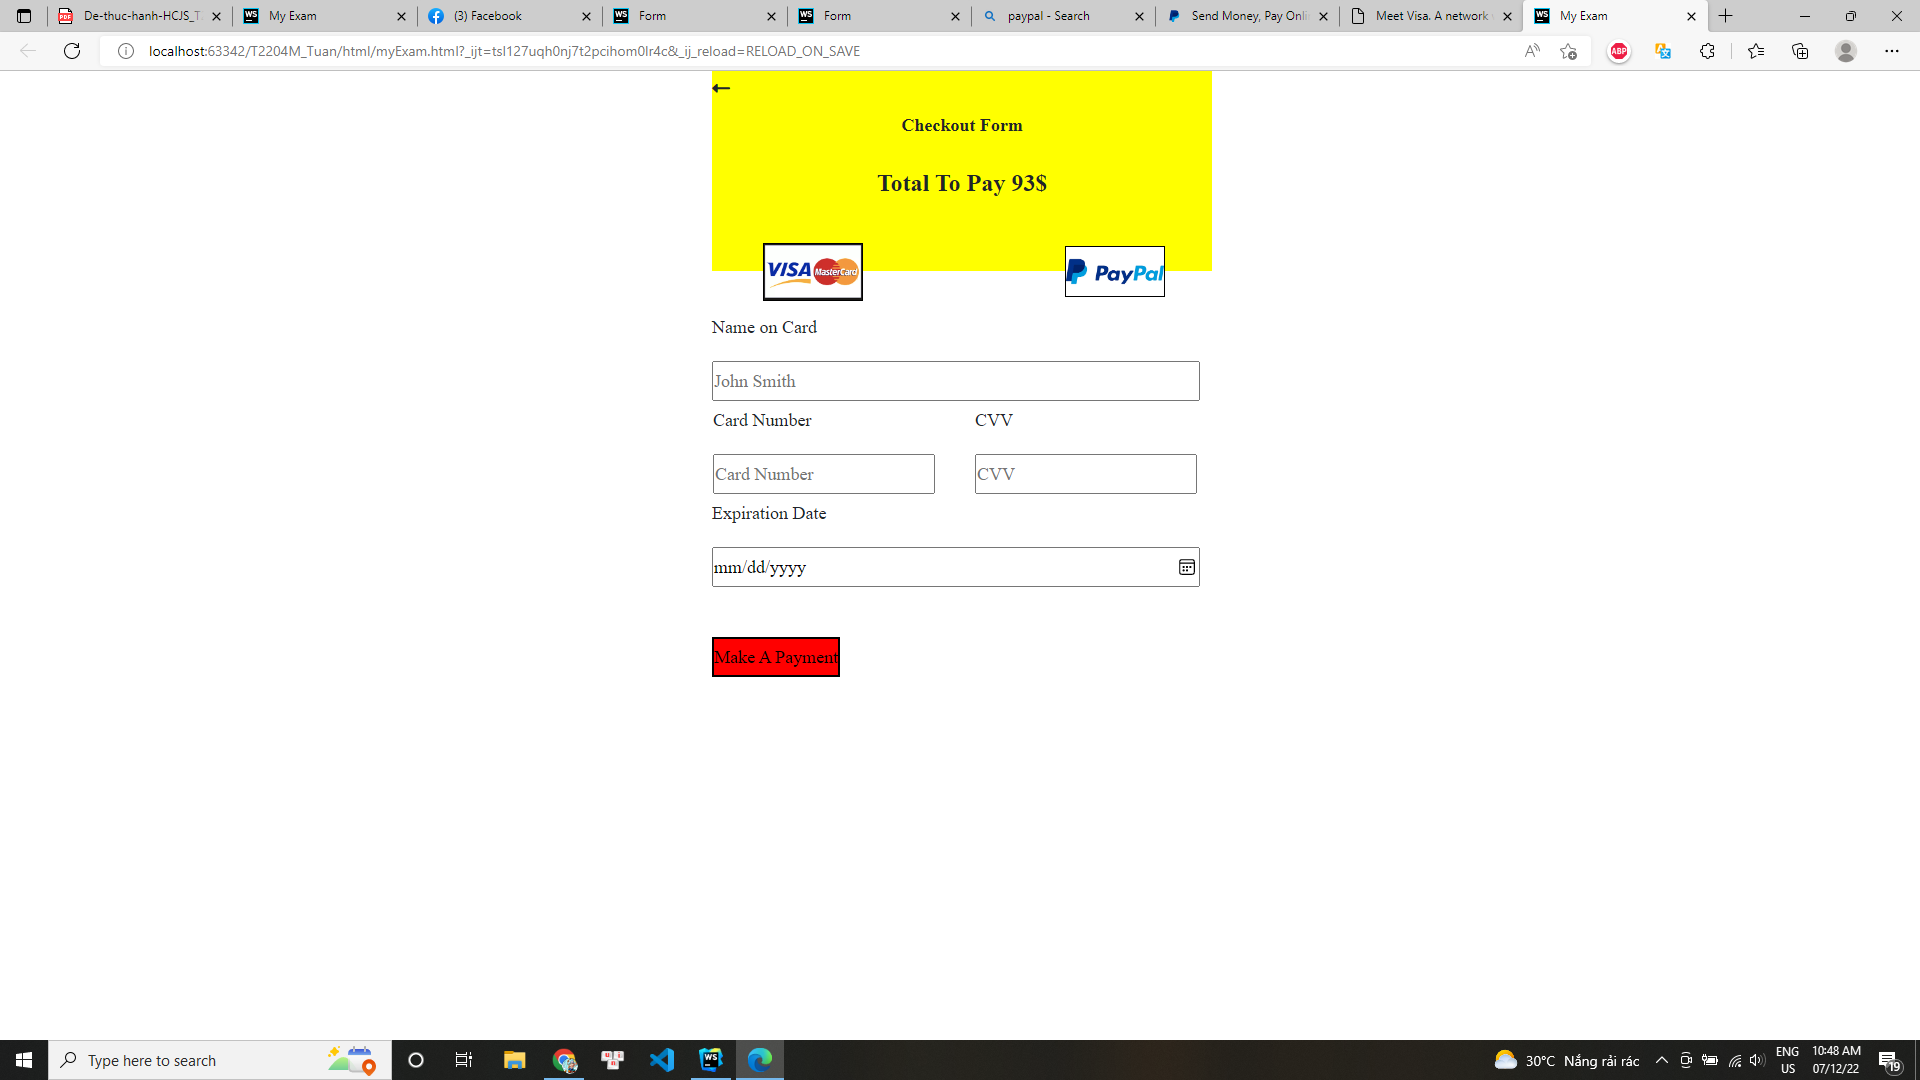 De-thuc-hanh-HCJS_T
My Exam
(3) Facebook
Form
Form
paypal - Search
Send Money, Pay Onli
Meet Visa. A network
My Exam
localhost:63342/T2204M_Tuan/html/myExam.html?_ijt=tsl127uqh0nj7t2pcihom0lr4c&_ij_reload=RELOAD_ON_SAVE
ABP
Checkout Form
Total To Pay 93$
VISA MasterCard
PayPal
Name on Card
John Smith
Card Number CVV
Card Number CVV
Expiration Date
mm/dd/yyyy
Make A Payment
Type here to search
30°C Nắng rải rác
ENG
US
10:48 AM
07/12/22
19